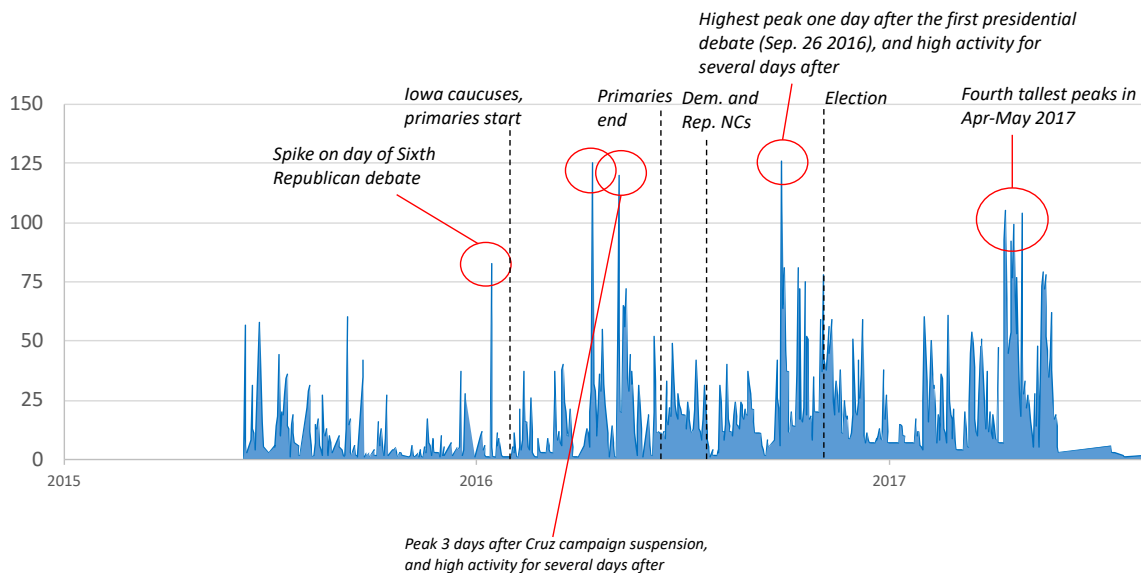 Highest peak one day after the first presidential
debate (Sep. 26 2016), and high activity for
several days after
Iowa caucuses,
primaries start
Primaries
end
Dem. and
Rep. NCs
Election
Fourth tallest peaks in
Apr-May 2017
Spike on day of Sixth
Republican debate
150
125
100
75
50
25
0
2015
2016
2017
Peak 3 days after Cruz campaign suspension,
and high activity for several days after